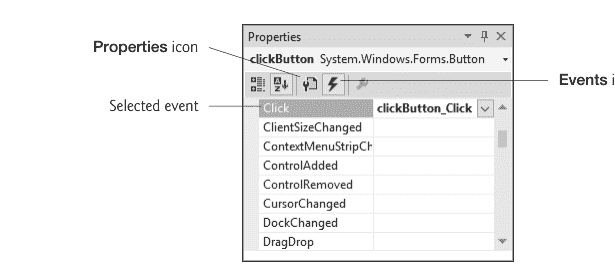 Properties
Properties icon
clickButton System.Windows.Forms.Button
Events i
Selected event
Click clickButton_Click
ClientSizeChanged
ContextMenuStripCh
ControlAdded
ControlRemoved
CursorChanged
DockChanged
DragDrop